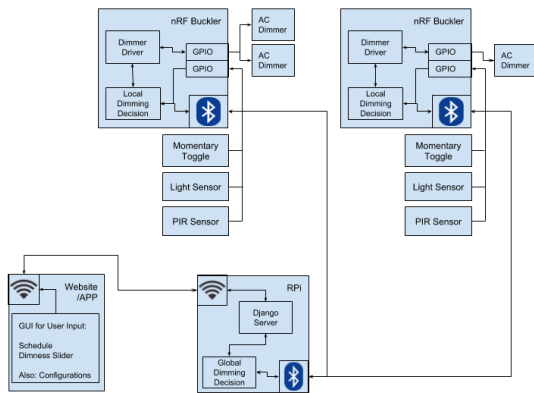 nRF Buckler
Dimmer
Driver
GPIO
GPIO
Local
Dimming
Decision
AC
Dimmer
AC
Dimmer
Momentary
Toggle
Light Sensor
PIR Sensor
nRF Buckler
Dimmer Driver
GPIO
GPIO
Local
Dimming
Decision
AC
Dimmer
Momentary
Toggle
Light Sensor
PIR Sensor
Website
/APP
GUI for User Input:
Schedule
Dimness Slider
Also: Configurations
RPi
Django
Server
Global
Dimming
Decision